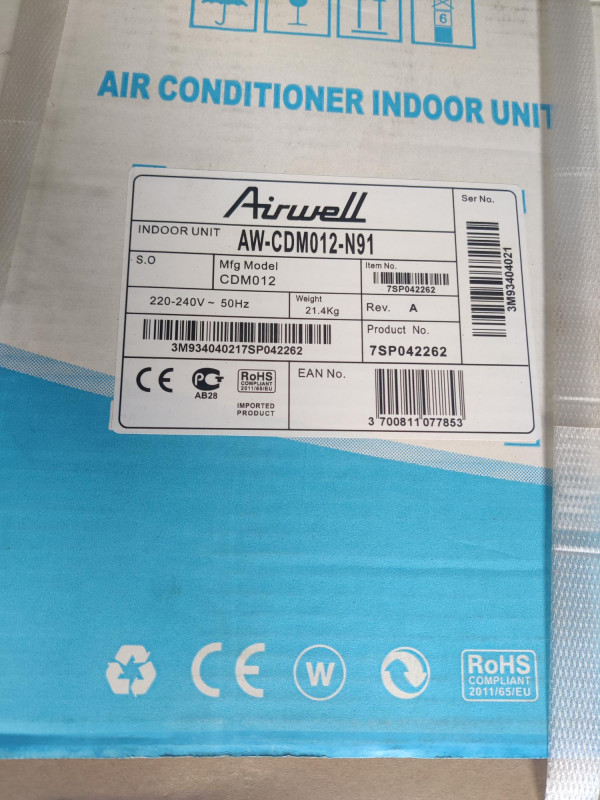 6
AIR CONDITIONER INDOOR UNIT
Airwell
Ser No.
INDOOR UNIT AW-CDM012-N91
S.O
Mfg Model
CDM012
Item No.
7SP042262
3M93404021
220-240V ~ 50Hz
Weight
21.4Kg
Rev. A
3M934040217SP042262
Product No.
7SP042262
CE
PC
AB28
RoHS
COMPLIANT
2011/65/EU
IMPORTED
PRODUCT
EAN No.
3 700811 077853
CE
W
RoHS
COMPLIANT
2011/65/EU